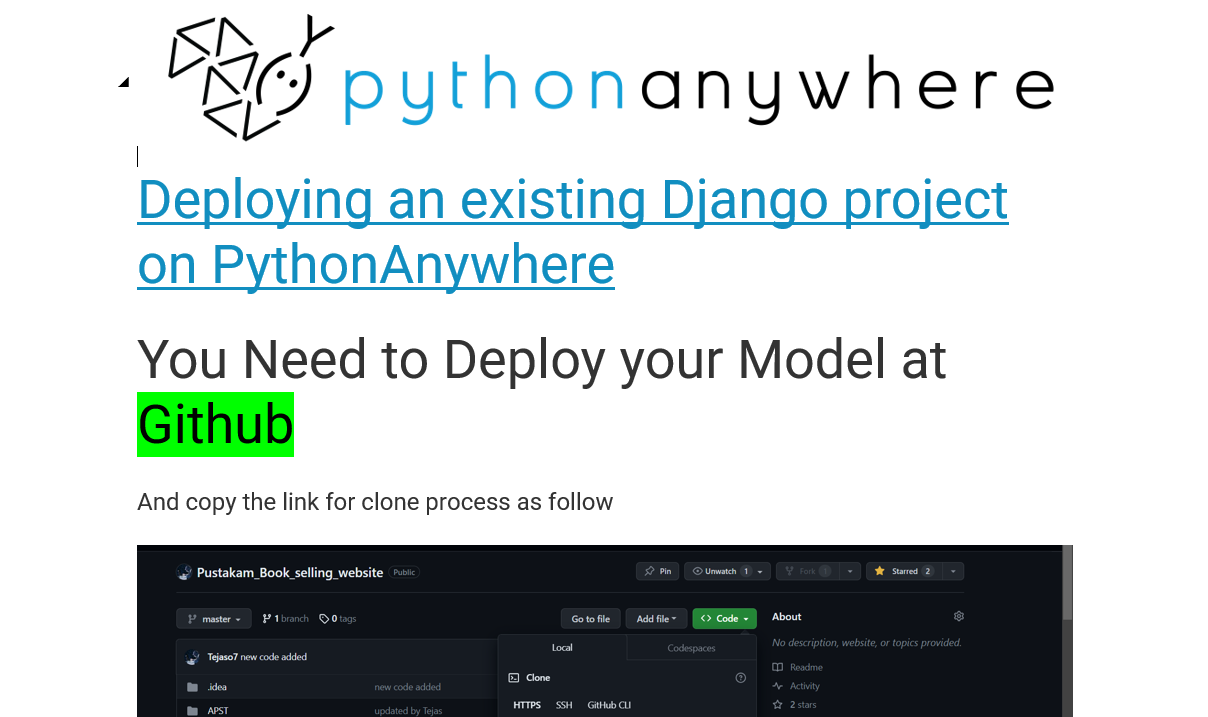 pythonanywhere
Deploying an existing Django project
on PythonAnywhere
You Need to Deploy your Model at
Github
And copy the link for clone process as follow
Pustakam_Book_selling_website Public Pin Unwatch 1 Fork 1 Starred 2
master 1 branch 0 tags Go to file Add file Code About
No description, website, or topics provided.
Local Codespaces
Tejaso7 new code added
Readme
Clone
.idea new code added
Activity
HTTPS SSH GitHub CLI
2 stars
APST updated by Tejas